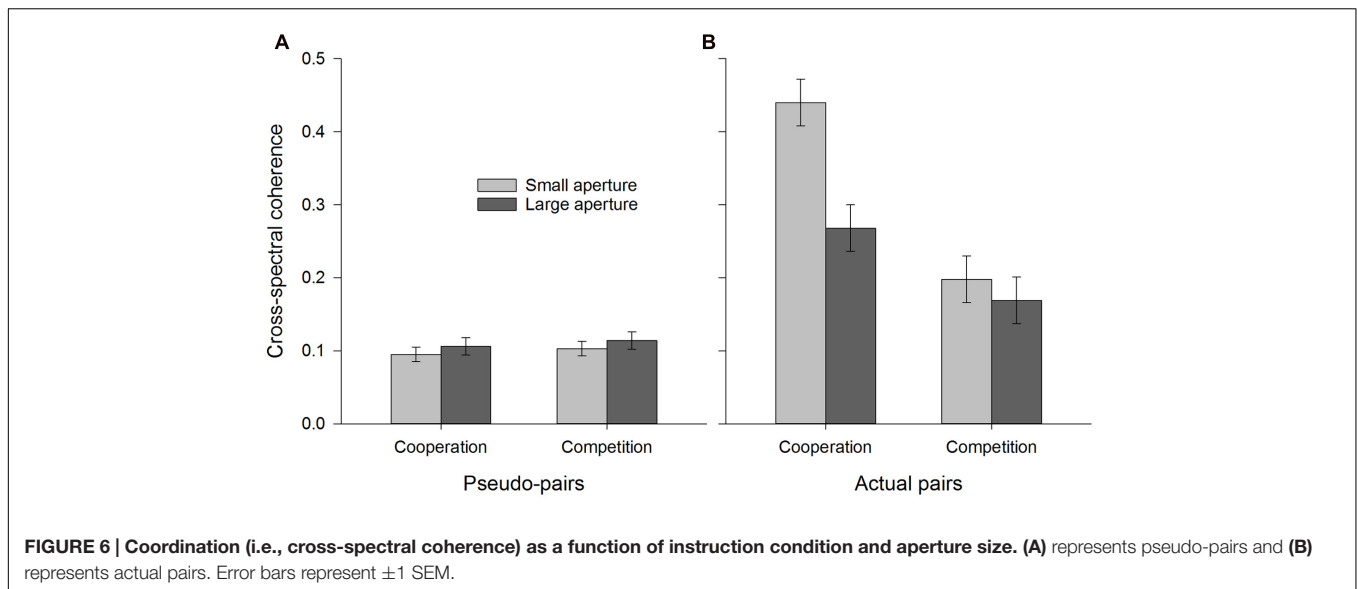 A
B
0.5
0.4
0.3
0.2
0.1
0.0
Cross-spectral coherence
Small aperture
Large aperture
Cooperation Competition
Cooperation Competition
Pseudo-pairs
Actual pairs
FIGURE 6 | Coordination (i.e., cross-spectral coherence) as a function of instruction condition and aperture size. (A) represents pseudo-pairs and (B)
represents actual pairs. Error bars represent ±1 SEM.